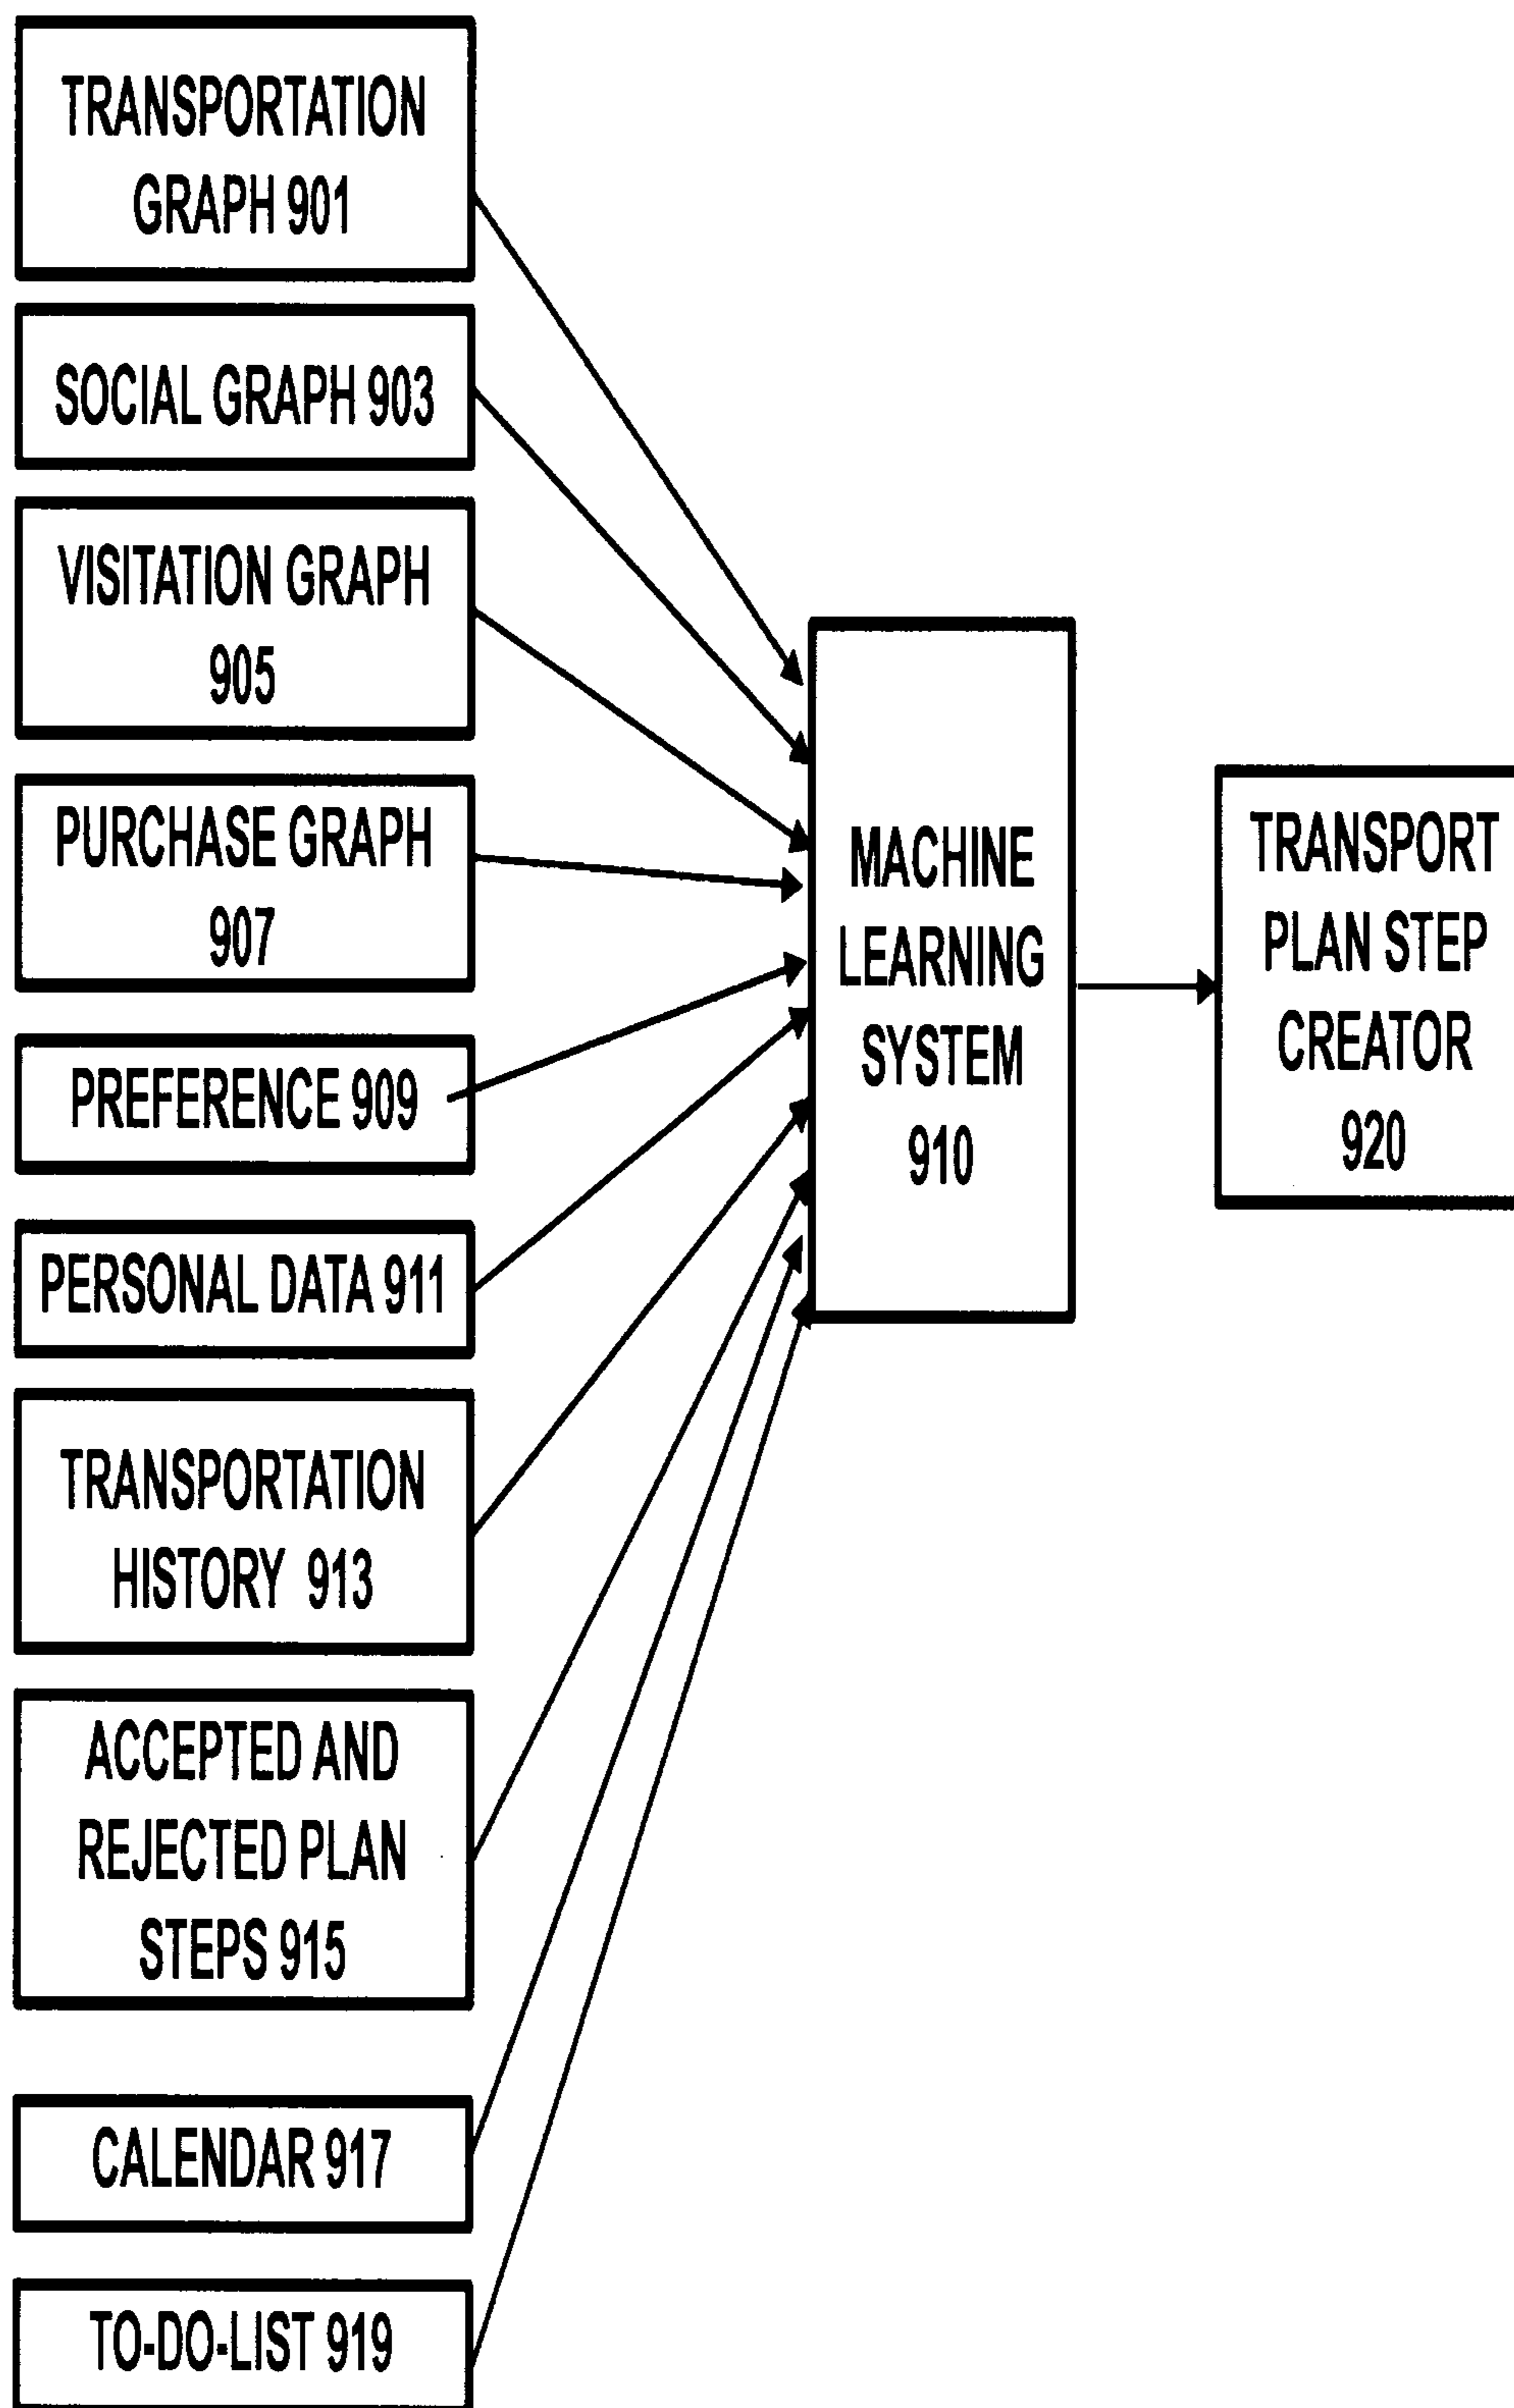 TRANSPORTATION
GRAPH 901
SOCIAL GRAPH 903
VISITATION GRAPH
905
PURCHASE GRAPH
907
PREFERENCE 909
PERSONAL DATA 911
TRANSPORTATION
HISTORY 913
ACCEPTED AND
REJECTED PLAN
STEPS 915
CALENDAR 917
TO-DO-LIST 919
MACHINE
LEARNING
SYSTEM
910
TRANSPORT
PLAN STEP
CREATOR
920